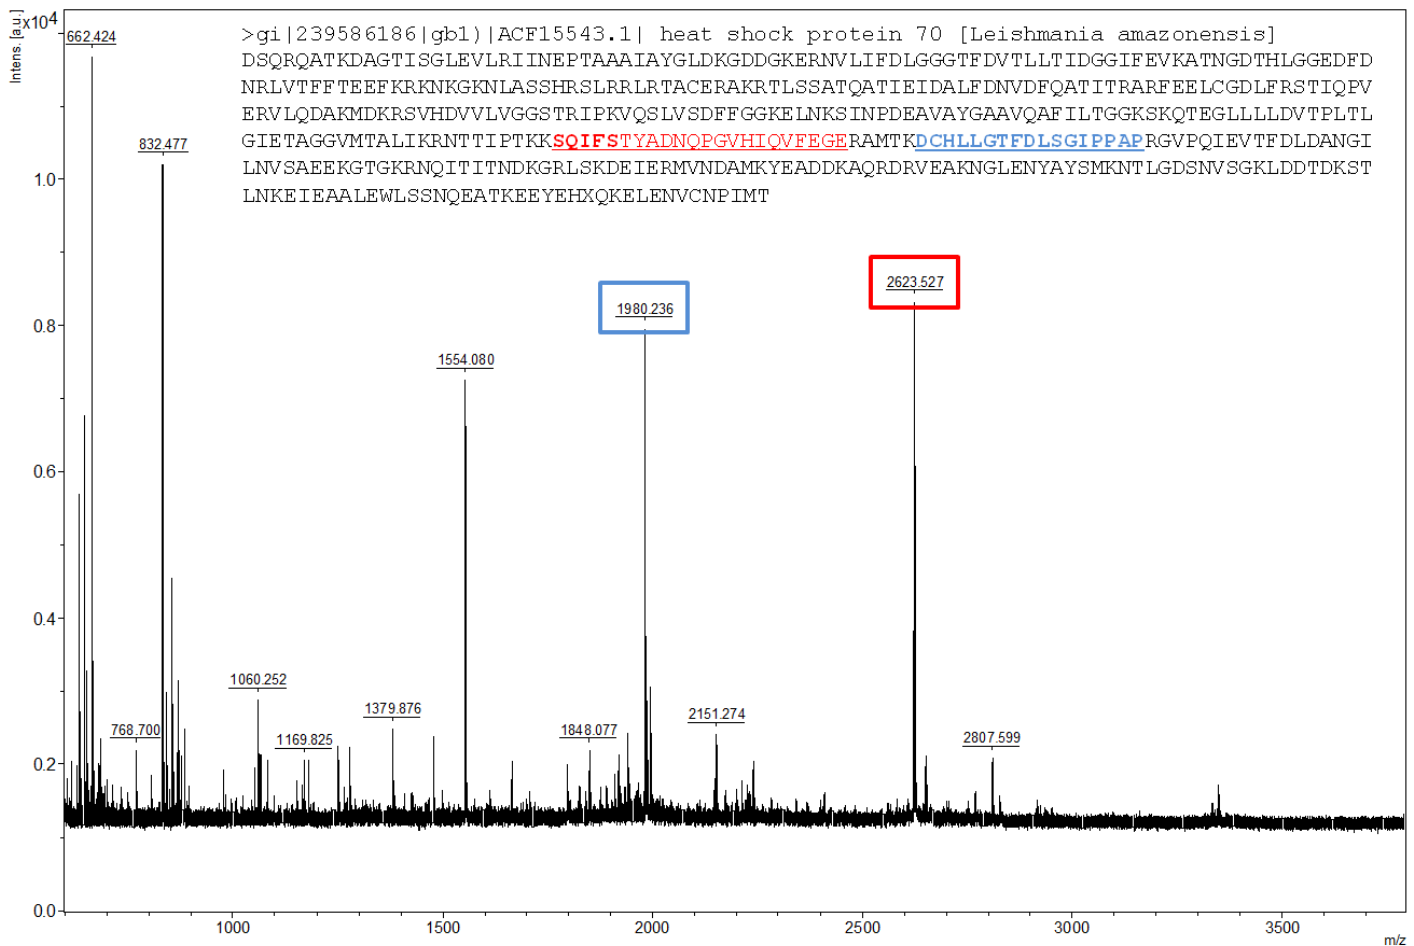 Intens. [a.u.]
x10⁴
>gi|239586186|gb1)|ACF15543.1| heat shock protein 70 [Leishmania amazonensis]
DSQRQATKDAGTISGLEVLRIINEPTAAAIAYGLDKGDDGKERNVLIFDLGGGTFDVTLLTIDGGIFEVKATNGDTHLGGEDFD
NRLVTFFTEEFKRKNKGKNLASSHRSLRRLRTACERAKRTLSSATQATIEIDALFDNVDFQATITRARFEELCGDLFRSTIQPV
ERVLQDAKMDKRSVHDVVLVGGSTRIPKVQSLVSDFFGGKELNKSINPDEAVAYGAAVQAFILTGGKSKQTEGLLLLDVTPLTL
GIETAGGVMTALIKRNTTIPTKKSQIFSTYADNQPGVHIQVFEGERAMTKDCHLLGTFDLSGIPPAPRGVPQIEVTFDLDANGI
LNVSAEEKGTGKRNQITITNDKGRLSKDEIERMVNDAMKYEADDKAQRDRVEAKNGLENYAYSMKNTLGDSNVSGKLDDTDKST
LNKEIEAALEWLSSNQEATKEEYEHXQKELENVCNPIMT
662.424
832.477
1.0
2623.527
1980.236
0.8
1554.080
0.6
0.4
1060.252
1379.876
2151.274
768.700
1169.825
1848.077
2807.599
0.2
0.0
1000
1500
2000
2500
3000
3500
m/z